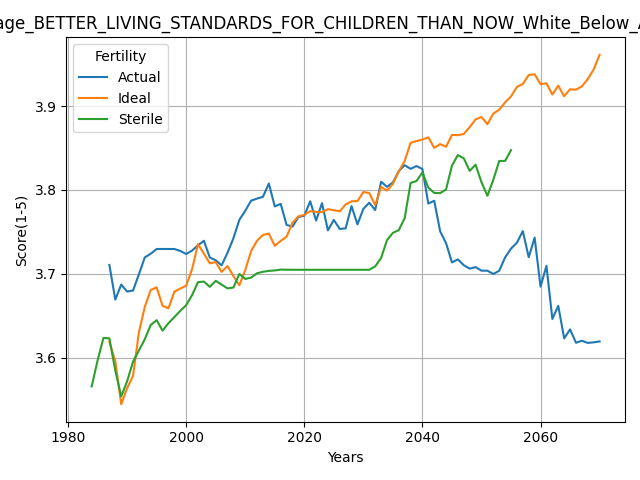 age_BETTER_LIVING_STANDARDS_FOR_CHILDREN_THAN_NOW_White_Below_
Fertility
Actual
Ideal
Sterile
3.9
3.8
3.7
3.6
Score(1-5)
1980
2000
2020
2040
2060
Years